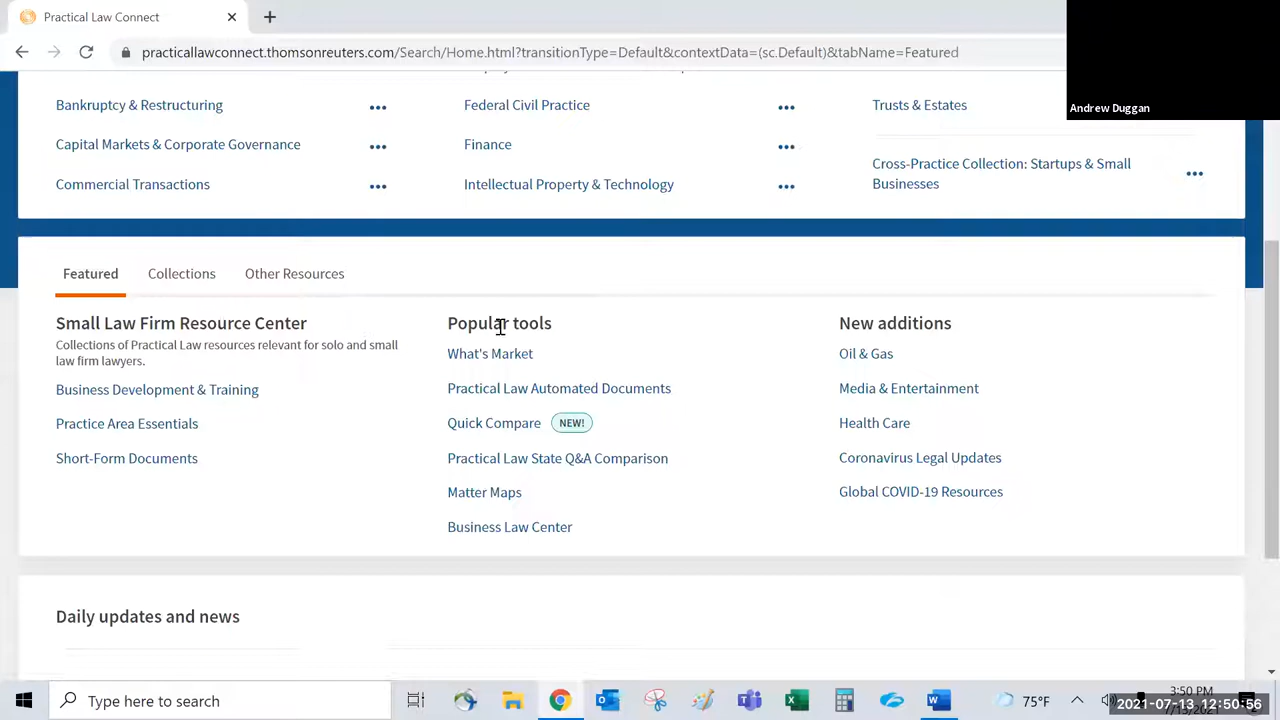 Practical Law Connect
practicallawconnect.thomsonreuters.com/Search/Home.html?transitionType=Default&contextData=(sc.Default)&tabName=Featured
Andrew Duggan
Bankruptcy & Restructuring
Federal Civil Practice
Trusts & Estates
Capital Markets & Corporate Governance
Finance
Cross-Practice Collection: Startups & Small
Businesses
Commercial Transactions
Intellectual Property & Technology
Featured
Collections
Other Resources
Small Law Firm Resource Center
Collections of Practical Law resources relevant for solo and small
law firm lawyers.
Business Development & Training
Practice Area Essentials
Short-Form Documents
Popular tools
What's Market
Practical Law Automated Documents
Quick Compare NEW!
Practical Law State Q&A Comparison
Matter Maps
Business Law Center
New additions
Oil & Gas
Media & Entertainment
Health Care
Coronavirus Legal Updates
Global COVID-19 Resources
Daily updates and news
Type here to search
75°F
3:50 PM
2021-07-13 12:50:56